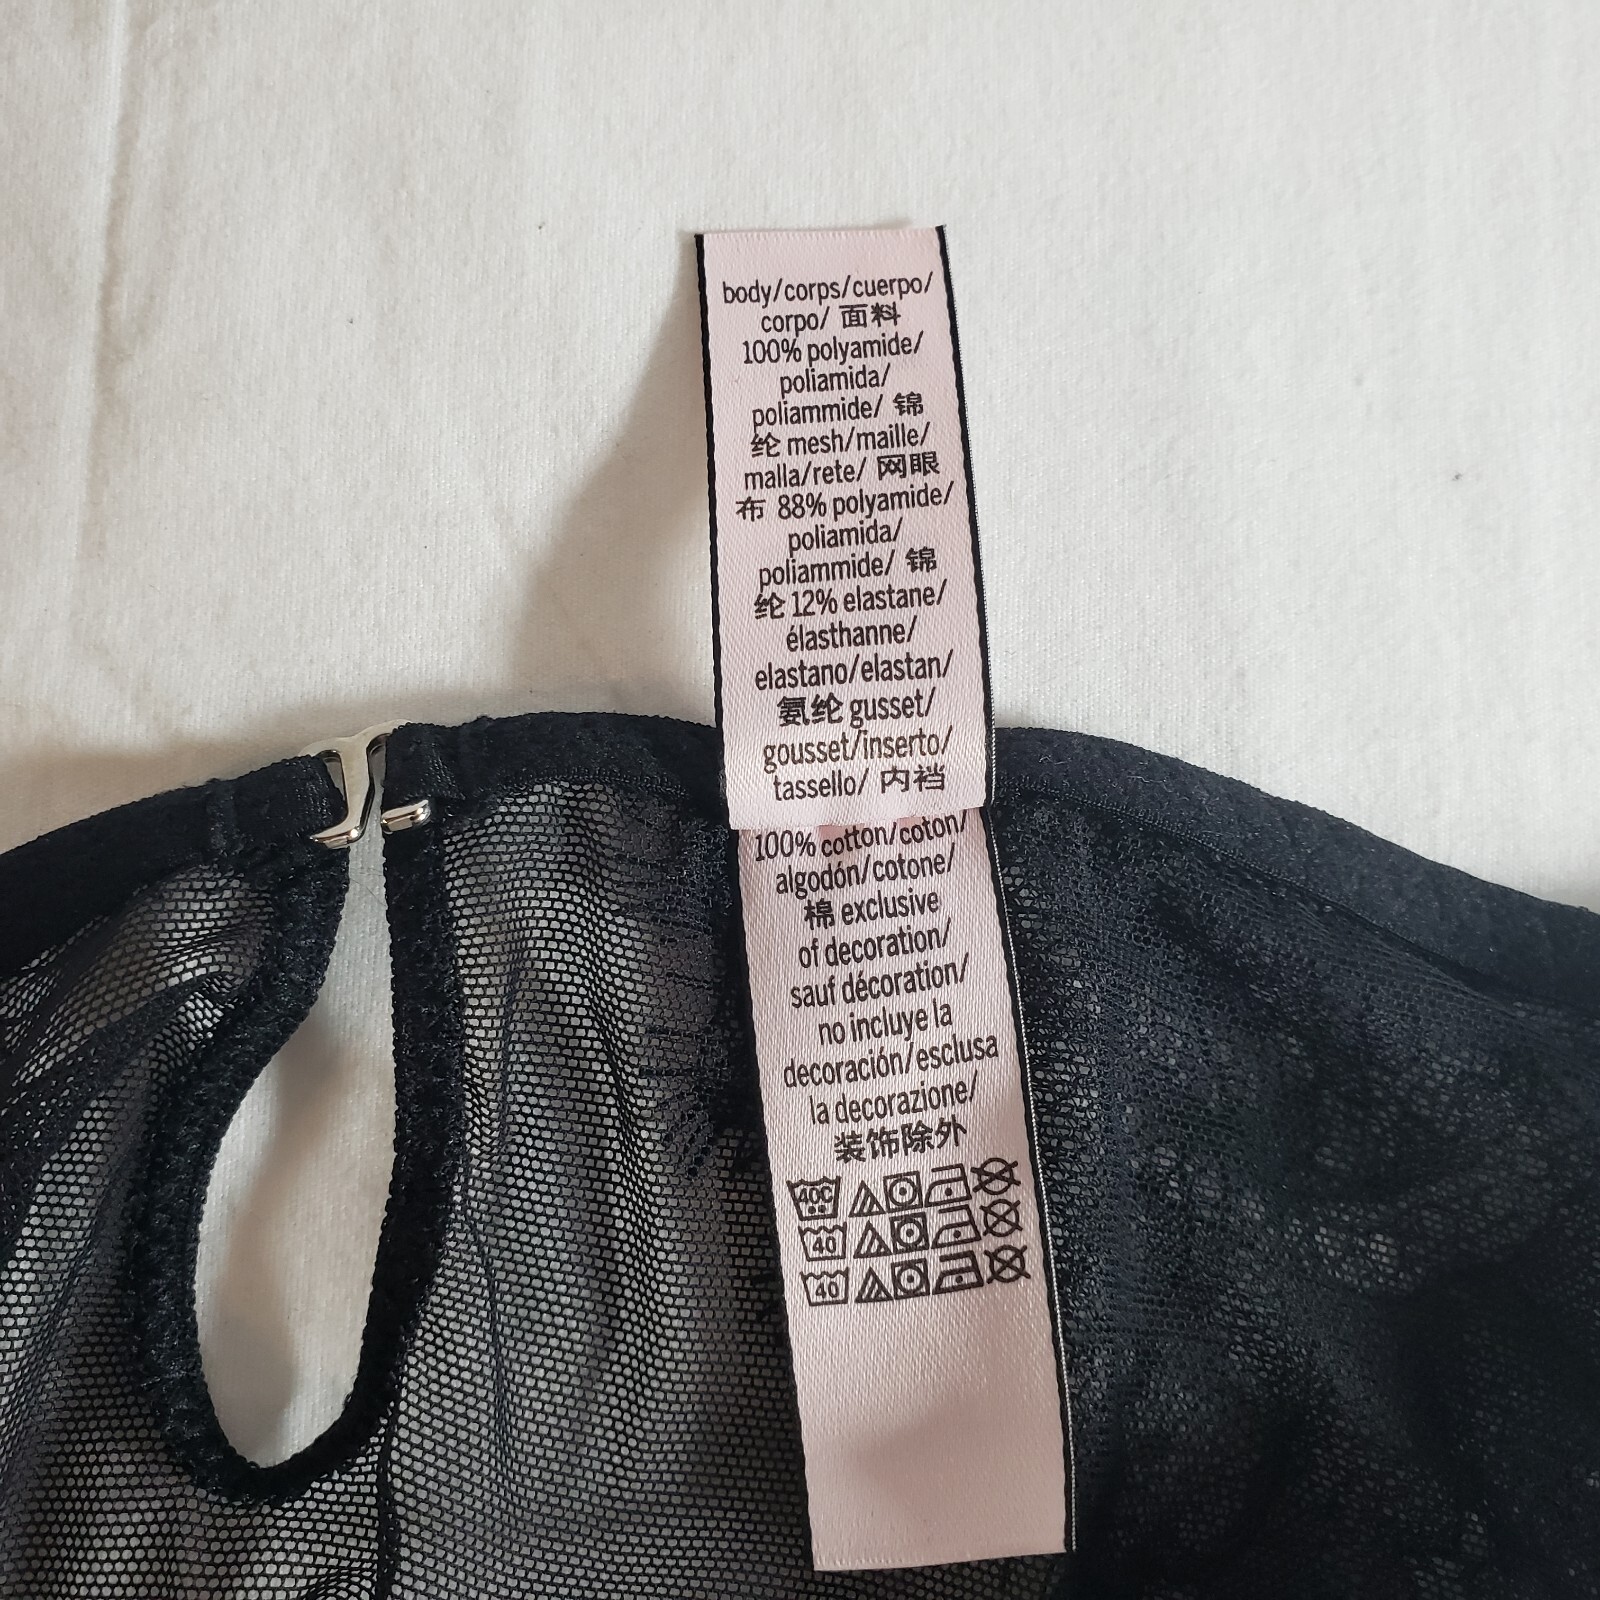 body/corps/cuerpo/
corpo/ 面料
100% polyamide/
poliamida/
poliammide/ 锦
纶 mesh/maille/
malla/rete/ 网眼
布 88% polyamide/
poliamida/
poliammide/ 锦
纶 12% elastane/
élasthanne/
elastano/elastan/
氨纶 gusset/
gousset/inserto/
tassello/ 内裆
100% cotton/coton/
algodón/cotone/
棉 exclusive
of decoration/
sauf décoration/
no incluye la
decoración/esclusa
la decorazione/
装饰除外
40C
40
40